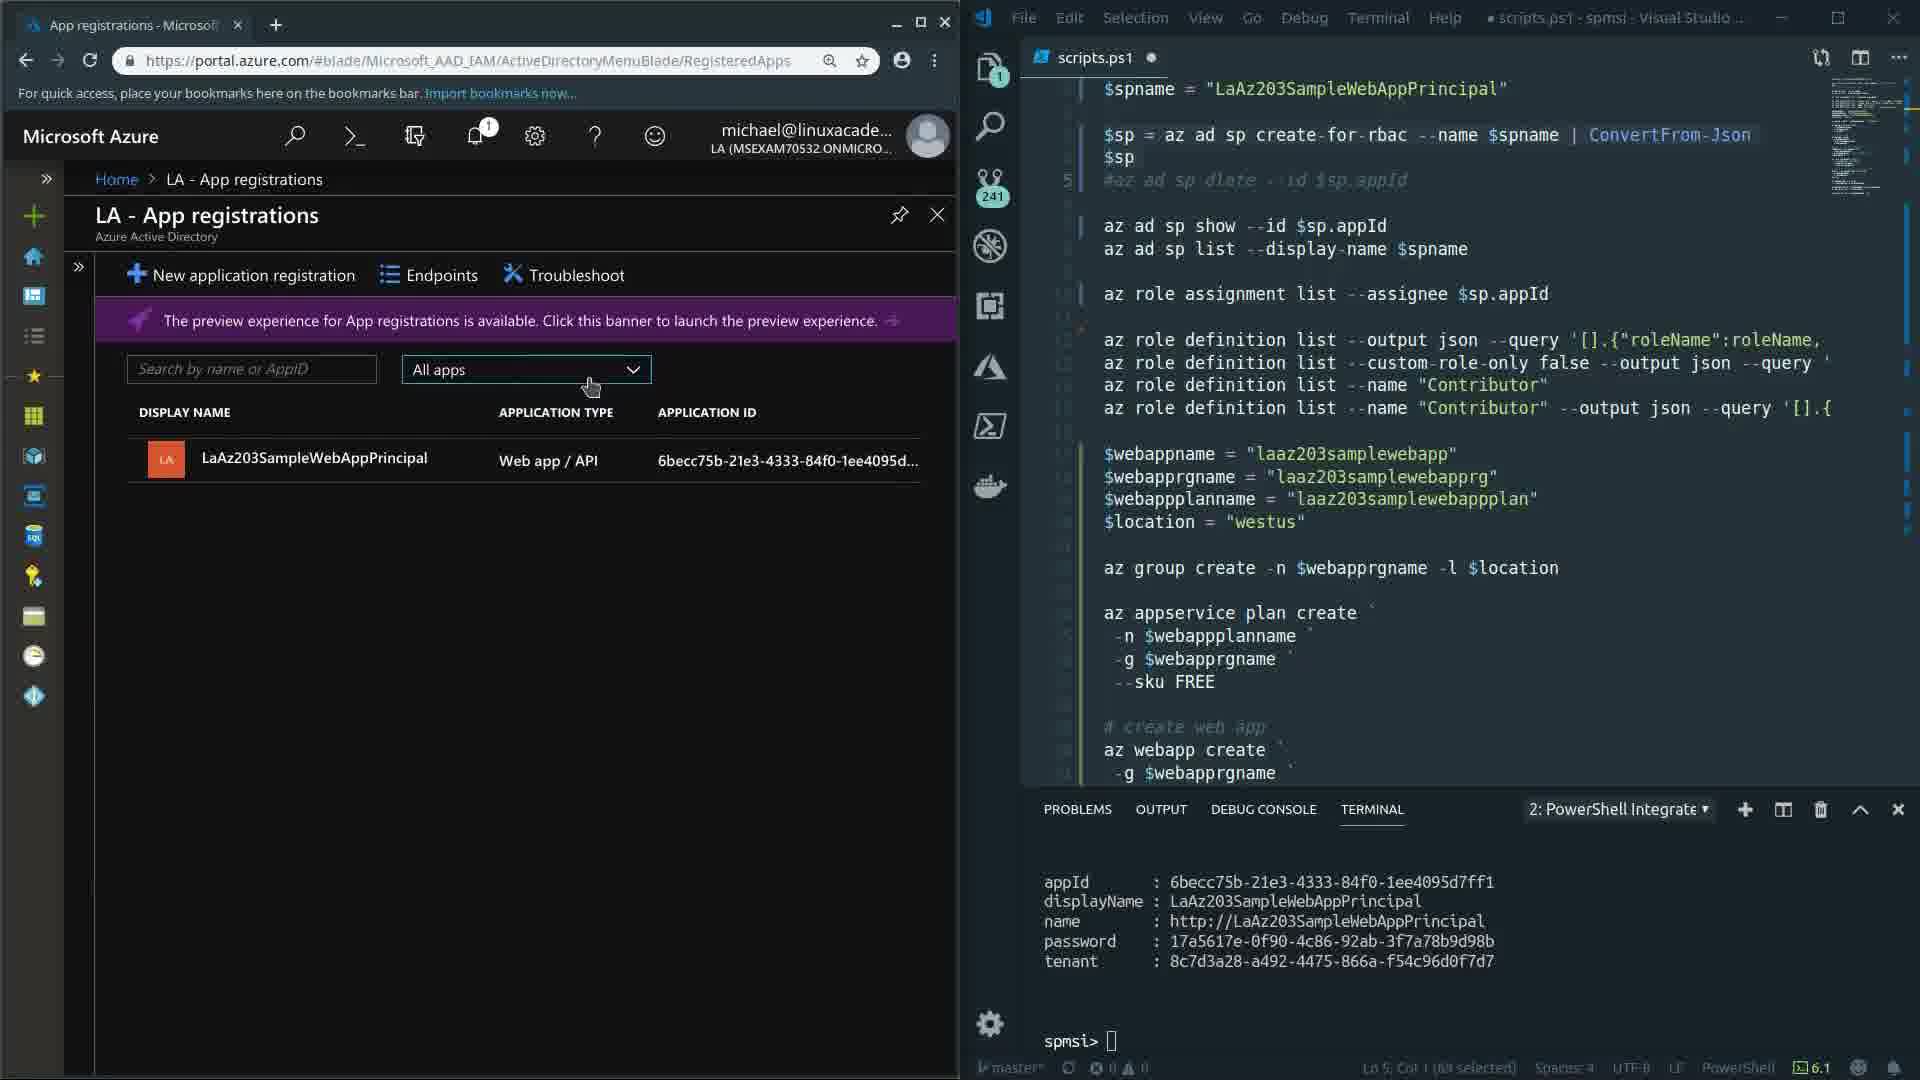 App registrations - Microsof
https://portal.azure.com/#blade/Microsoft_AAD_IAM/ActiveDirectoryMenuBlade/RegisteredApps
For quick access, place your bookmarks here on the bookmarks bar. Import bookmarks now...
Microsoft Azure
1
michael@linuxacade...
LA (MSEXAM70532.ONMICRO...
Home > LA - App registrations
LA - App registrations
Azure Active Directory
New application registration
Endpoints
Troubleshoot
The preview experience for App registrations is available. Click this banner to launch the preview experience.
Search by name or AppID
All apps
DISPLAY NAME
APPLICATION TYPE
APPLICATION ID
LA
LaAz203SampleWebAppPrincipal
Web app / API
6becc75b-21e3-4333-84f0-1ee4095d...
SQL
File Edit Selection View Go Debug Terminal Help
● scripts.ps1 - spmsi - Visual Studio ...
scripts.ps1
1
241
$spname = "LaAz203SampleWebAppPrincipal"
$sp = az ad sp create-for-rbac --name $spname | ConvertFrom-Json
$sp
5 #az ad sp dlete --id $sp.appId
az ad sp show --id $sp.appId
az ad sp list --display-name $spname
az role assignment list --assignee $sp.appId
az role definition list --output json --query '[].{"roleName":roleName,
az role definition list --custom-role-only false --output json --query '
az role definition list --name "Contributor"
az role definition list --name "Contributor" --output json --query '[].{
$webappname = "laaz203samplewebapp"
$webapprgname = "laaz203samplewebapprg"
$webappplanname = "laaz203samplewebappplan"
$location = "westus"
az group create -n $webapprgname -l $location
az appservice plan create `
-n $webappplanname `
-g $webapprgname `
--sku FREE
# create web app
az webapp create `
-g $webapprgname `
PROBLEMS OUTPUT DEBUG CONSOLE TERMINAL
2: PowerShell Integrate
appId : 6becc75b-21e3-4333-84f0-1ee4095d7ff1
displayName : LaAz203SampleWebAppPrincipal
name : http://LaAz203SampleWebAppPrincipal
password : 17a5617e-0f90-4c86-92ab-3f7a78b9d98b
tenant : 8c7d3a28-a492-4475-866a-f54c96d0f7d7
spmsi>
master* 0 0
Ln 5, Col 1 (69 selected) Spaces: 4 UTF-8 LF PowerShell 6.1